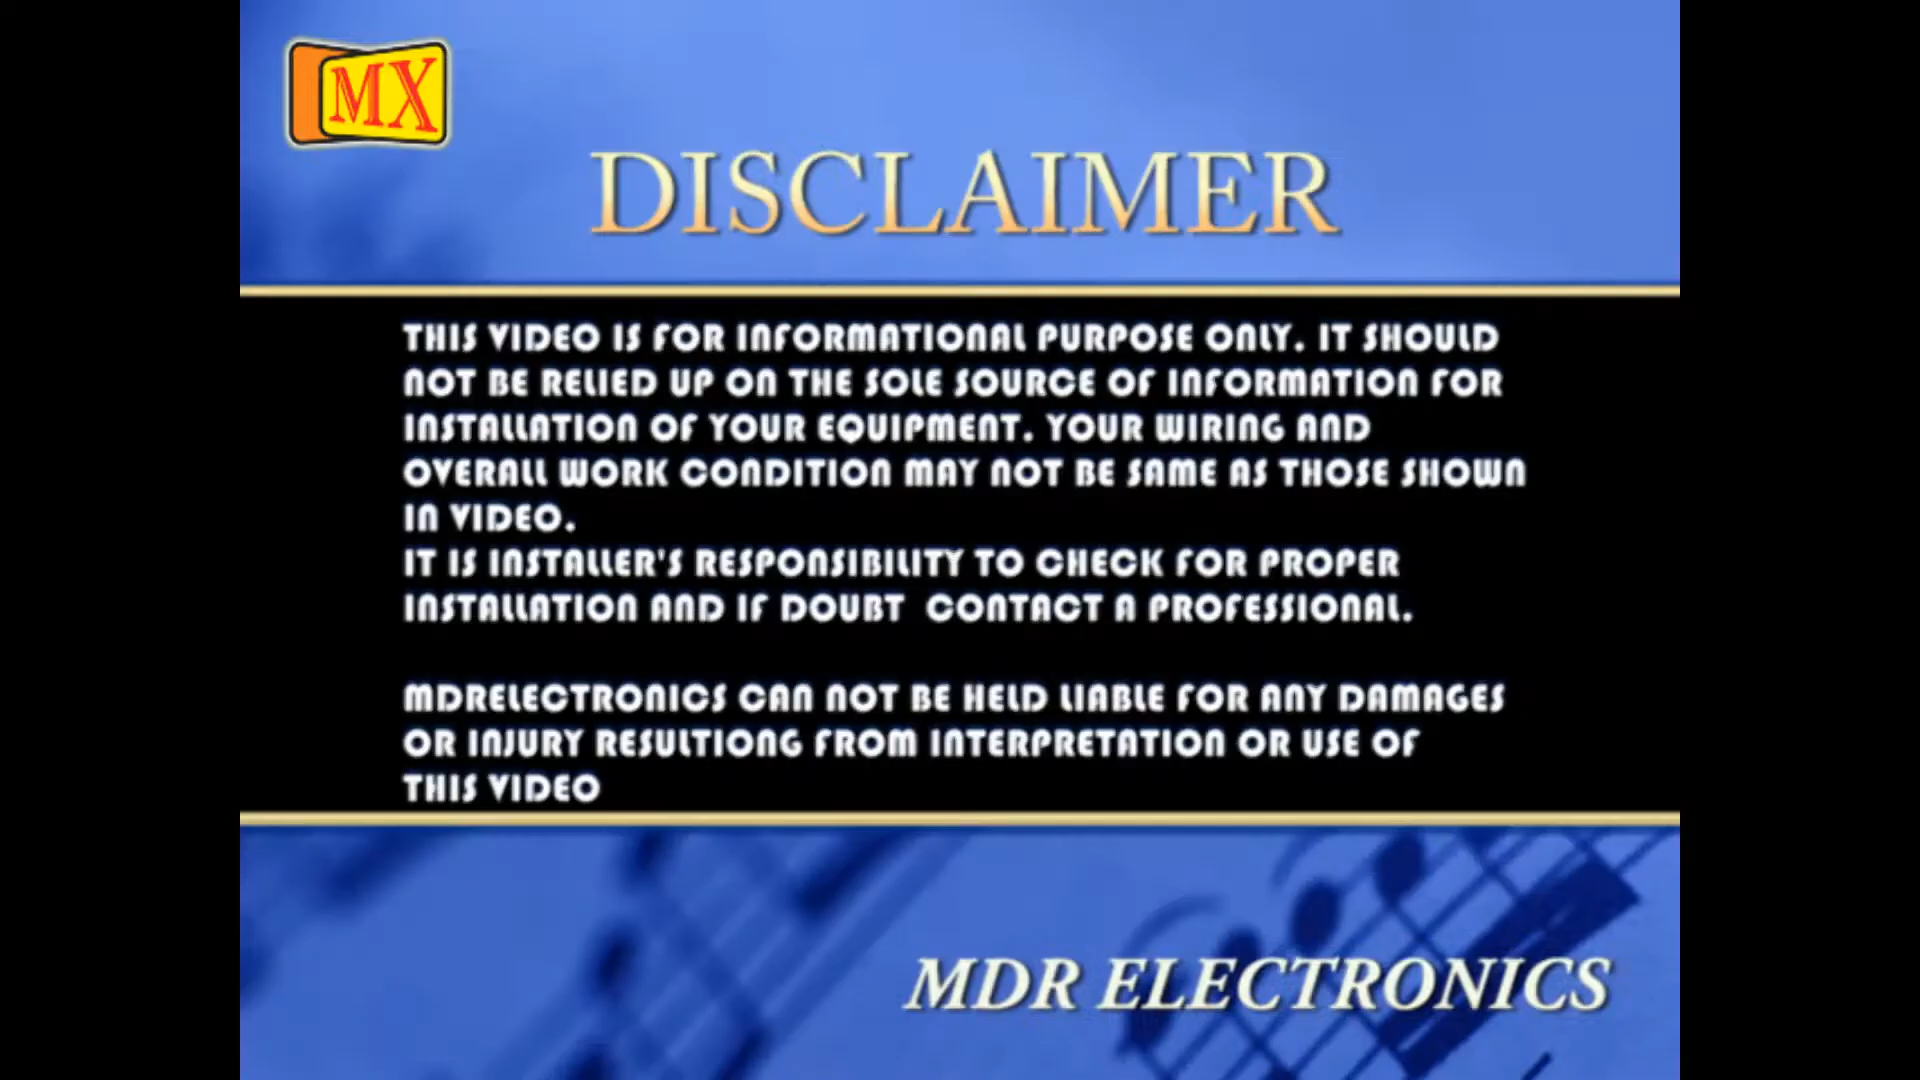 MX
DISCLAIMER
THIS VIDEO IS FOR INFORMATIONAL PURPOSE ONLY. IT SHOULD
NOT BE RELIED UP ON THE SOLE SOURCE OF INFORMATION FOR
INSTALLATION OF YOUR EQUIPMENT. YOUR WIRING AND
OVERALL WORK CONDITION MAY NOT BE SAME AS THOSE SHOWN
IN VIDEO.
IT IS INSTALLER'S RESPONSIBILITY TO CHECK FOR PROPER
INSTALLATION AND IF DOUBT CONTACT A PROFESSIONAL.
MDRELECTRONICS CAN NOT BE HELD LIABLE FOR ANY DAMAGES
OR INJURY RESULTIONG FROM INTERPRETATION OR USE OF
THIS VIDEO
MDR ELECTRONICS